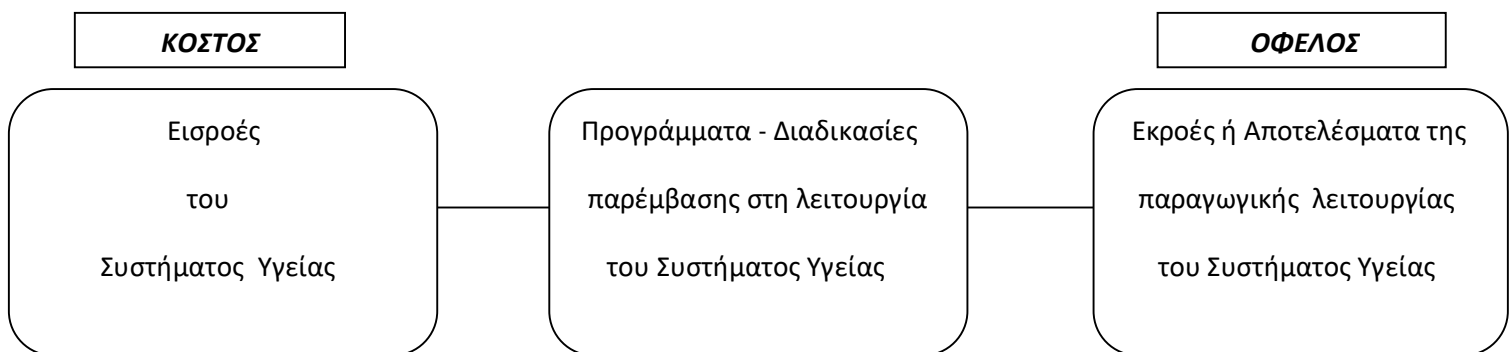 ΚΟΣΤΟΣ
ΟΦΕΛΟΣ
Εισροές
του
Συστήματος Υγείας
Προγράμματα - Διαδικασίες
παρέμβασης στη λειτουργία
του Συστήματος Υγείας
Εκροές ή Αποτελέσματα της
παραγωγικής λειτουργίας
του Συστήματος Υγείας